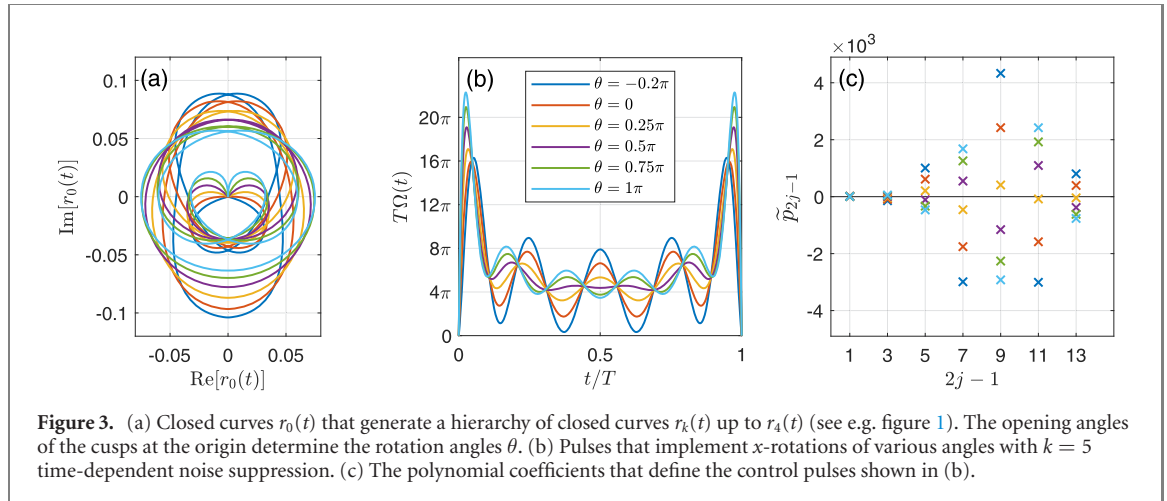 (a)
0.1
0.05
0
-0.05
-0.1
Im[r₀(t)]
-0.05 0 0.05
Re[r₀(t)]
(b)
20π
16π
12π
8π
4π
0
TΩ(t)
θ = −0.2π
θ = 0
θ = 0.25π
θ = 0.5π
θ = 0.75π
θ = 1π
0 0.5 1
t/T
×10³
(c)
4
2
0
-2
-4
p̃₂ⱼ₋₁
1 3 5 7 9 11 13
2j − 1
Figure 3. (a) Closed curves r₀(t) that generate a hierarchy of closed curves rₖ(t) up to r₄(t) (see e.g. figure 1). The opening angles
of the cusps at the origin determine the rotation angles θ. (b) Pulses that implement x-rotations of various angles with k = 5
time-dependent noise suppression. (c) The polynomial coefficients that define the control pulses shown in (b).